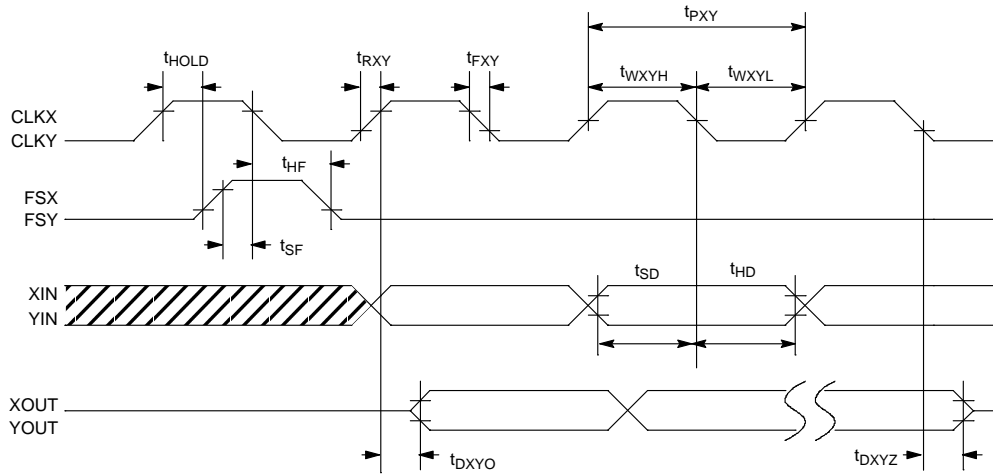 tPXY
tHOLD
tRXY
tFXY
tWXYH
tWXYL
CLKX
CLKY
tHF
FSX
FSY
tSF
tSD
tHD
XIN
YIN
XOUT
YOUT
tDXYO
tDXYZ